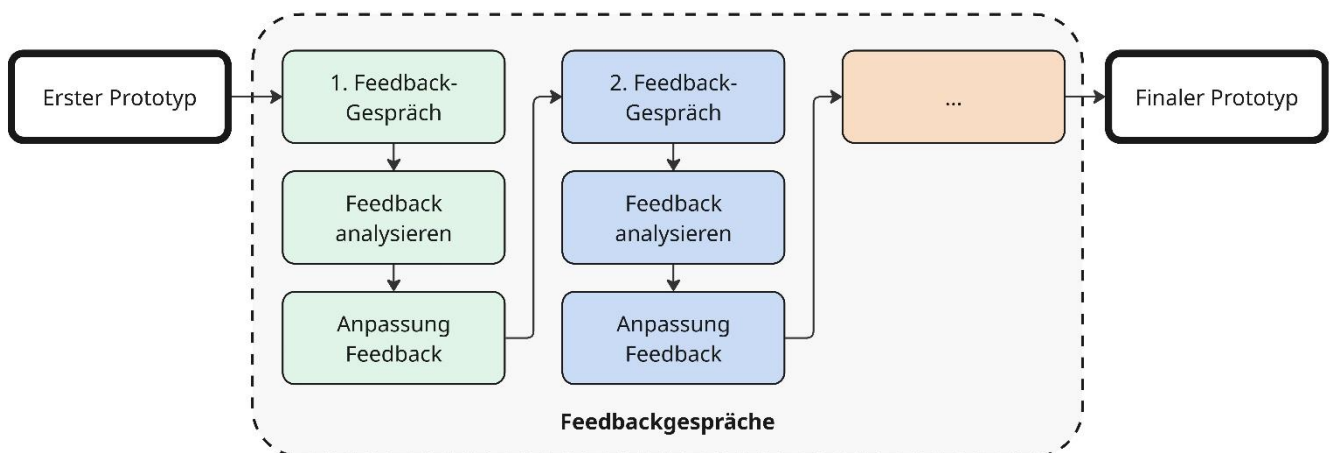 Erster Prototyp
1. Feedback-
Gespräch
Feedback
analysieren
Anpassung
Feedback
2. Feedback-
Gespräch
Feedback
analysieren
Anpassung
Feedback
...
Finaler Prototyp
Feedbackgespräche